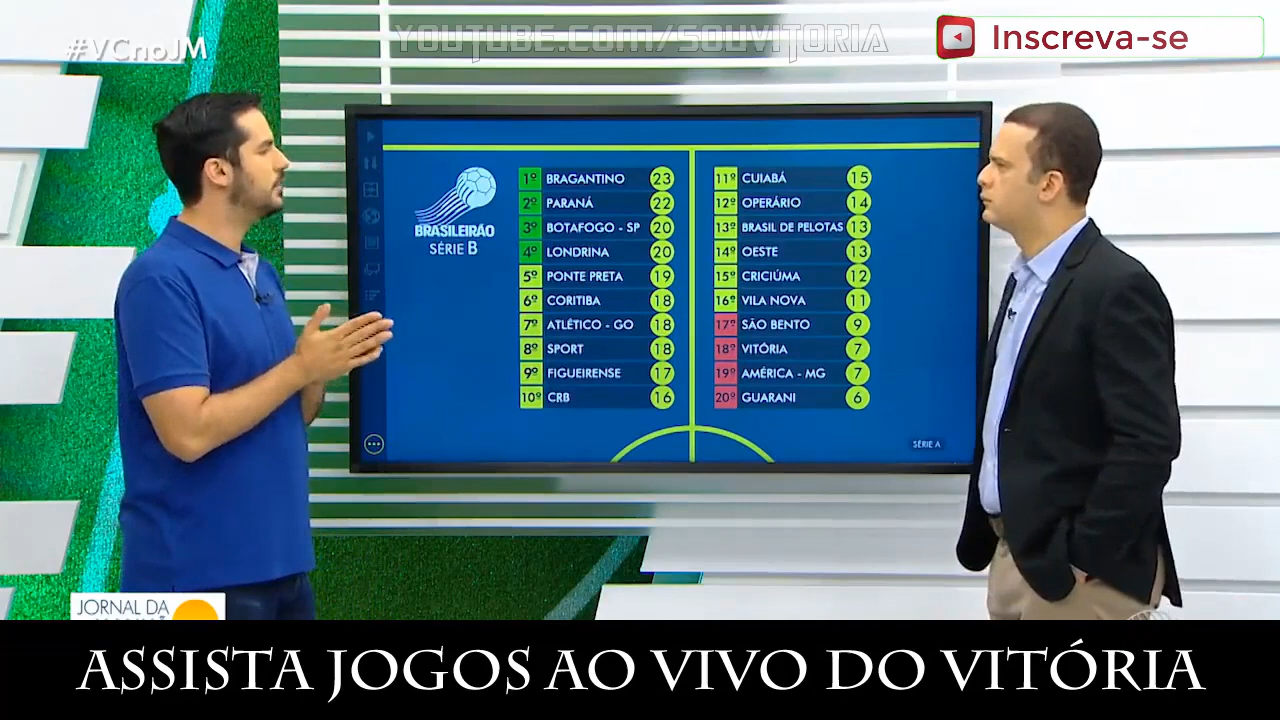 #VCnoJM
YOUTUBE.COM/SOUVITORIA
Inscreva-se
BRASILEIRÃO
SÉRIE B
1º BRAGANTINO 23
2º PARANÁ 22
3º BOTAFOGO - SP 20
4º LONDRINA 20
5º PONTE PRETA 19
6º CORITIBA 18
7º ATLÉTICO - GO 18
8º SPORT 18
9º FIGUEIRENSE 17
10º CRB 16
11º CUIABÁ 15
12º OPERÁRIO 14
13º BRASIL DE PELOTAS 13
14º OESTE 13
15º CRICIÚMA 12
16º VILA NOVA 11
17º SÃO BENTO 9
18º VITÓRIA 7
19º AMÉRICA - MG 7
20º GUARANI 6
SÉRIE A
JORNAL DA
ASSISTA JOGOS AO VIVO DO VITÓRIA